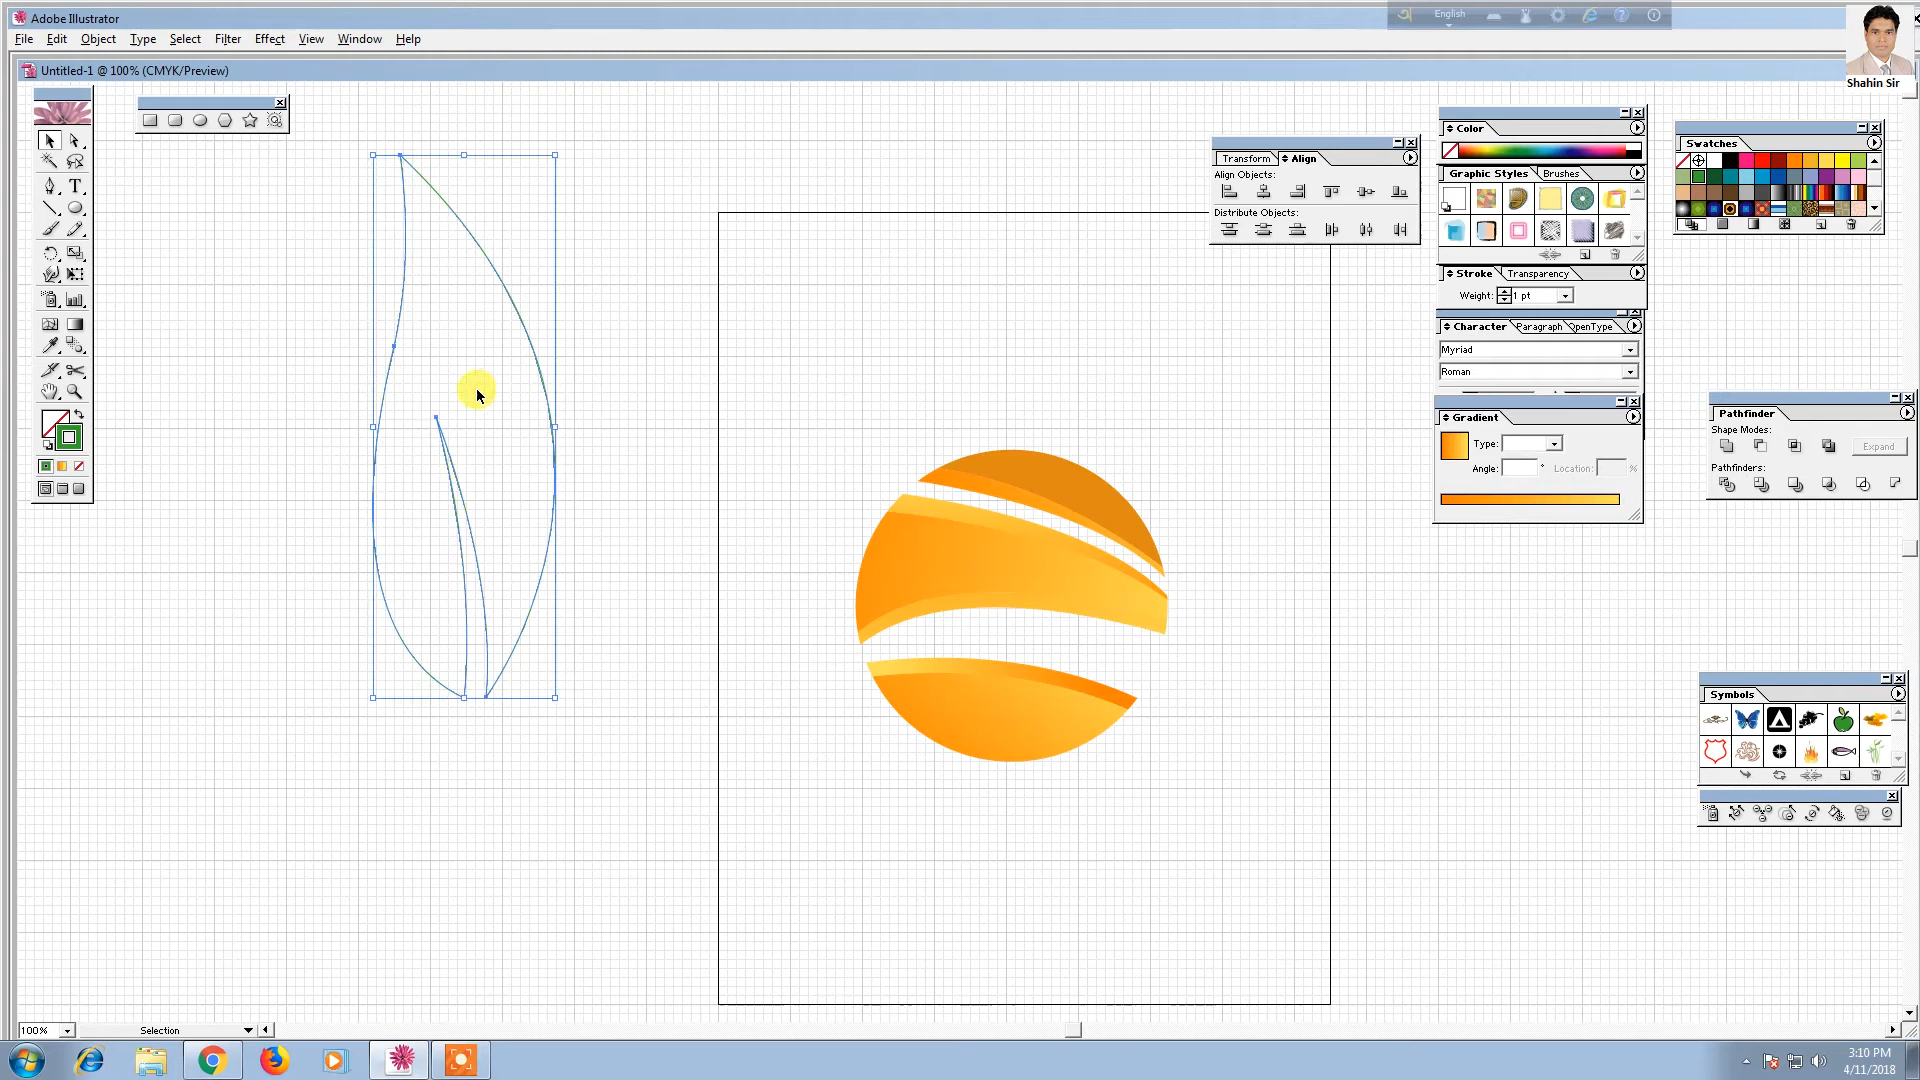 Adobe Illustrator
English
File Edit Object Type Select Filter Effect View Window Help
Shahin Sir
Untitled-1 @ 100% (CMYK/Preview)
Transform Align
Align Objects:
Distribute Objects:
Color
Graphic Styles Brushes
Stroke Transparency
Weight: 1 pt
Character Paragraph OpenType
Myriad
Roman
Gradient
Type:
Angle: ° Location: %
Swatches
Pathfinder
Shape Modes:
Expand
Pathfinders:
Symbols
100% Selection
3:10 PM
4/11/2018